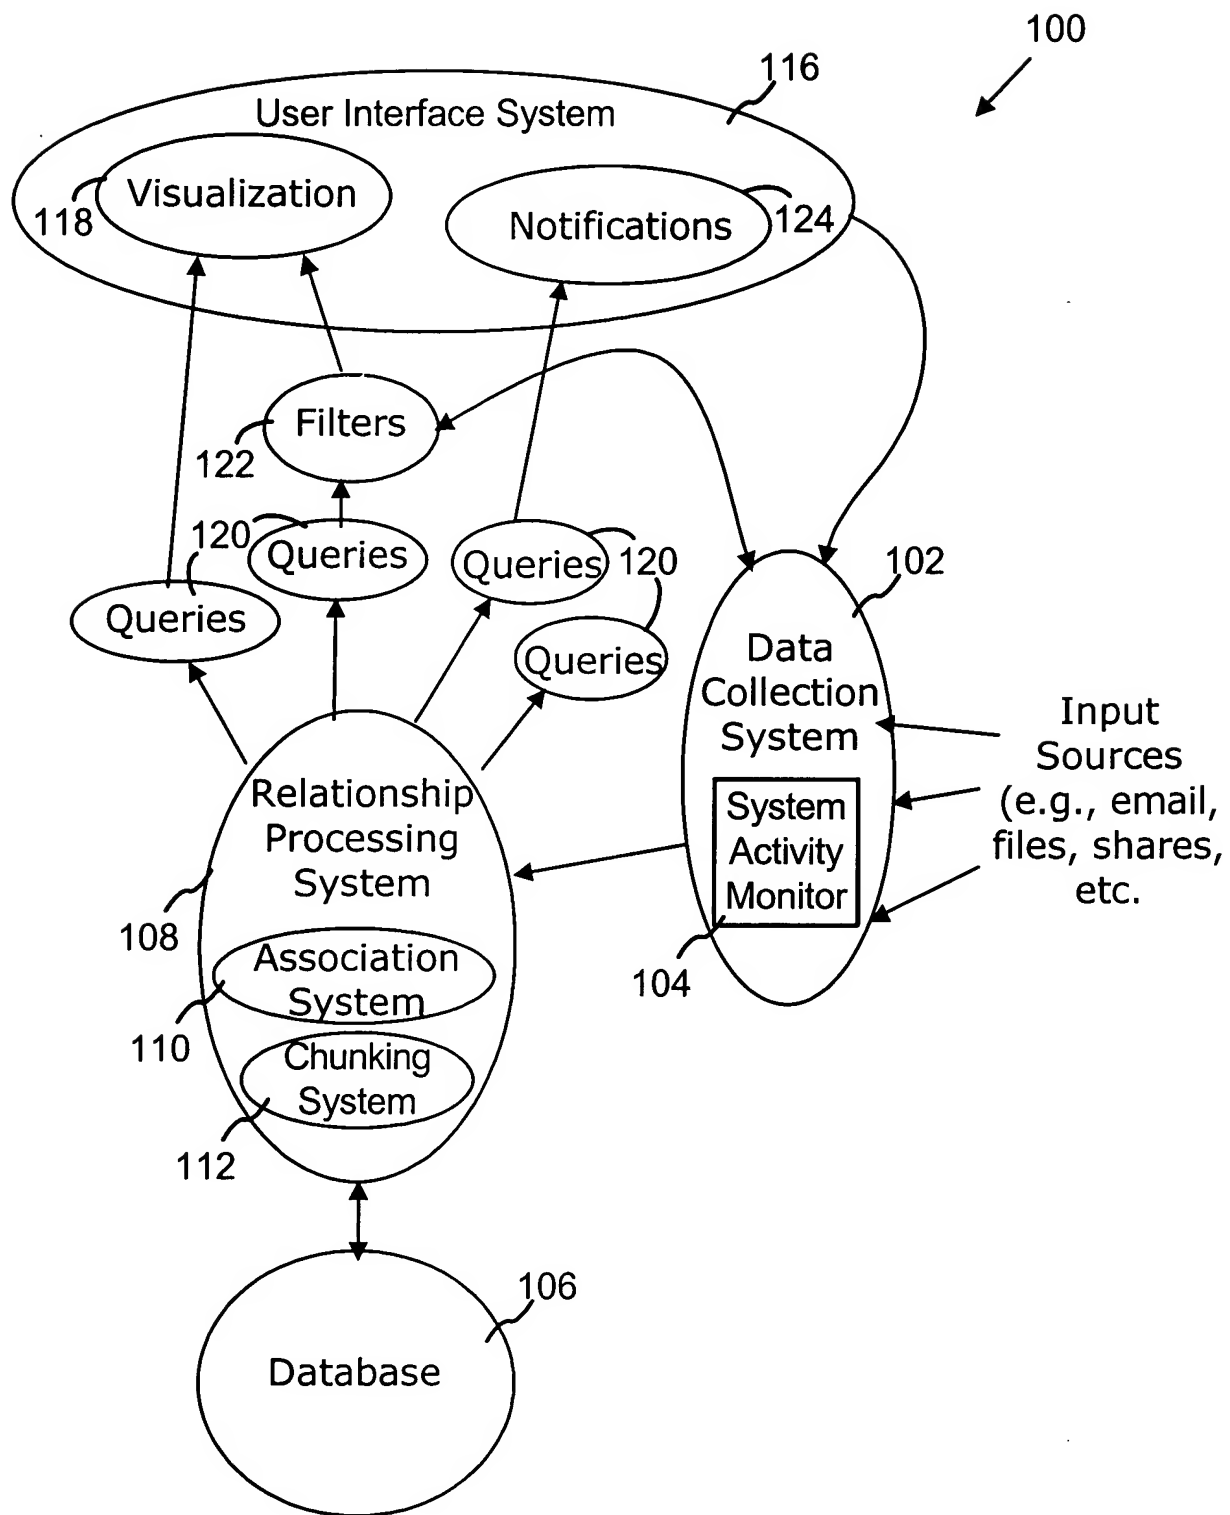 100
116
User Interface System
Visualization
118
Notifications
124
Filters
122
120
Queries
Queries
120
Queries
Queries
102
Data
Collection
System
System
Activity
Monitor
104
Input
Sources
(e.g., email,
files, shares,
etc.
Relationship
Processing
System
108
Association
System
110
Chunking
System
112
106
Database